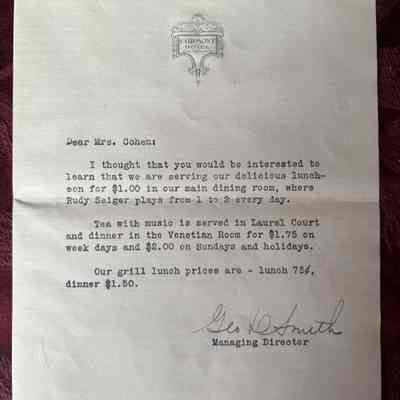 FAIRMONT
HOTEL
Dear Mrs. Cohen:
I thought that you would be interested to
learn that we are serving our delicious lunch-
eon for $1.00 in our main dining room, where
Rudy Seiger plays from 1 to 2 every day.
Tea with music is served in Laurel Court
and dinner in the Venetian Room for $1.75 on
week days and $2.00 on Sundays and holidays.
Our grill lunch prices are - lunch 75¢,
dinner $1.50.
Geo D Smith
Managing Director